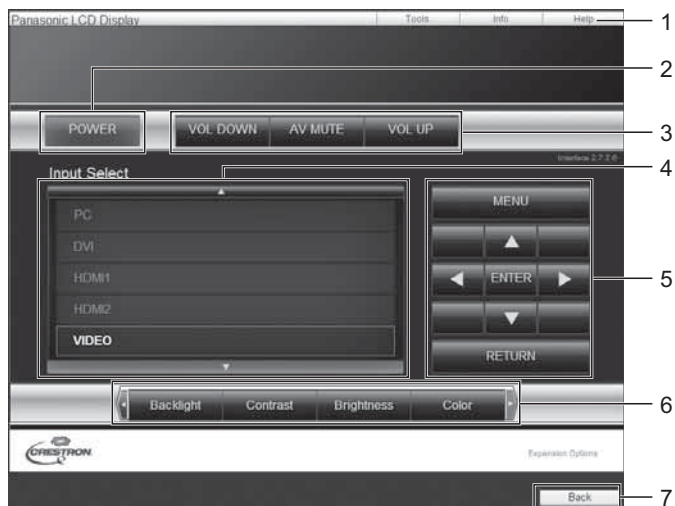 Panasonic LCD Display
Tools
Info
Help
1
2
POWER
VOL DOWN
AV MUTE
VOL UP
3
Interface 2.7.2.6
4
Input Select
PC
DVI
HDMI1
HDMI2
VIDEO
MENU
ENTER
RETURN
5
Backlight
Contrast
Brightness
Color
6
CRESTRON
Expansion Options
Back
7